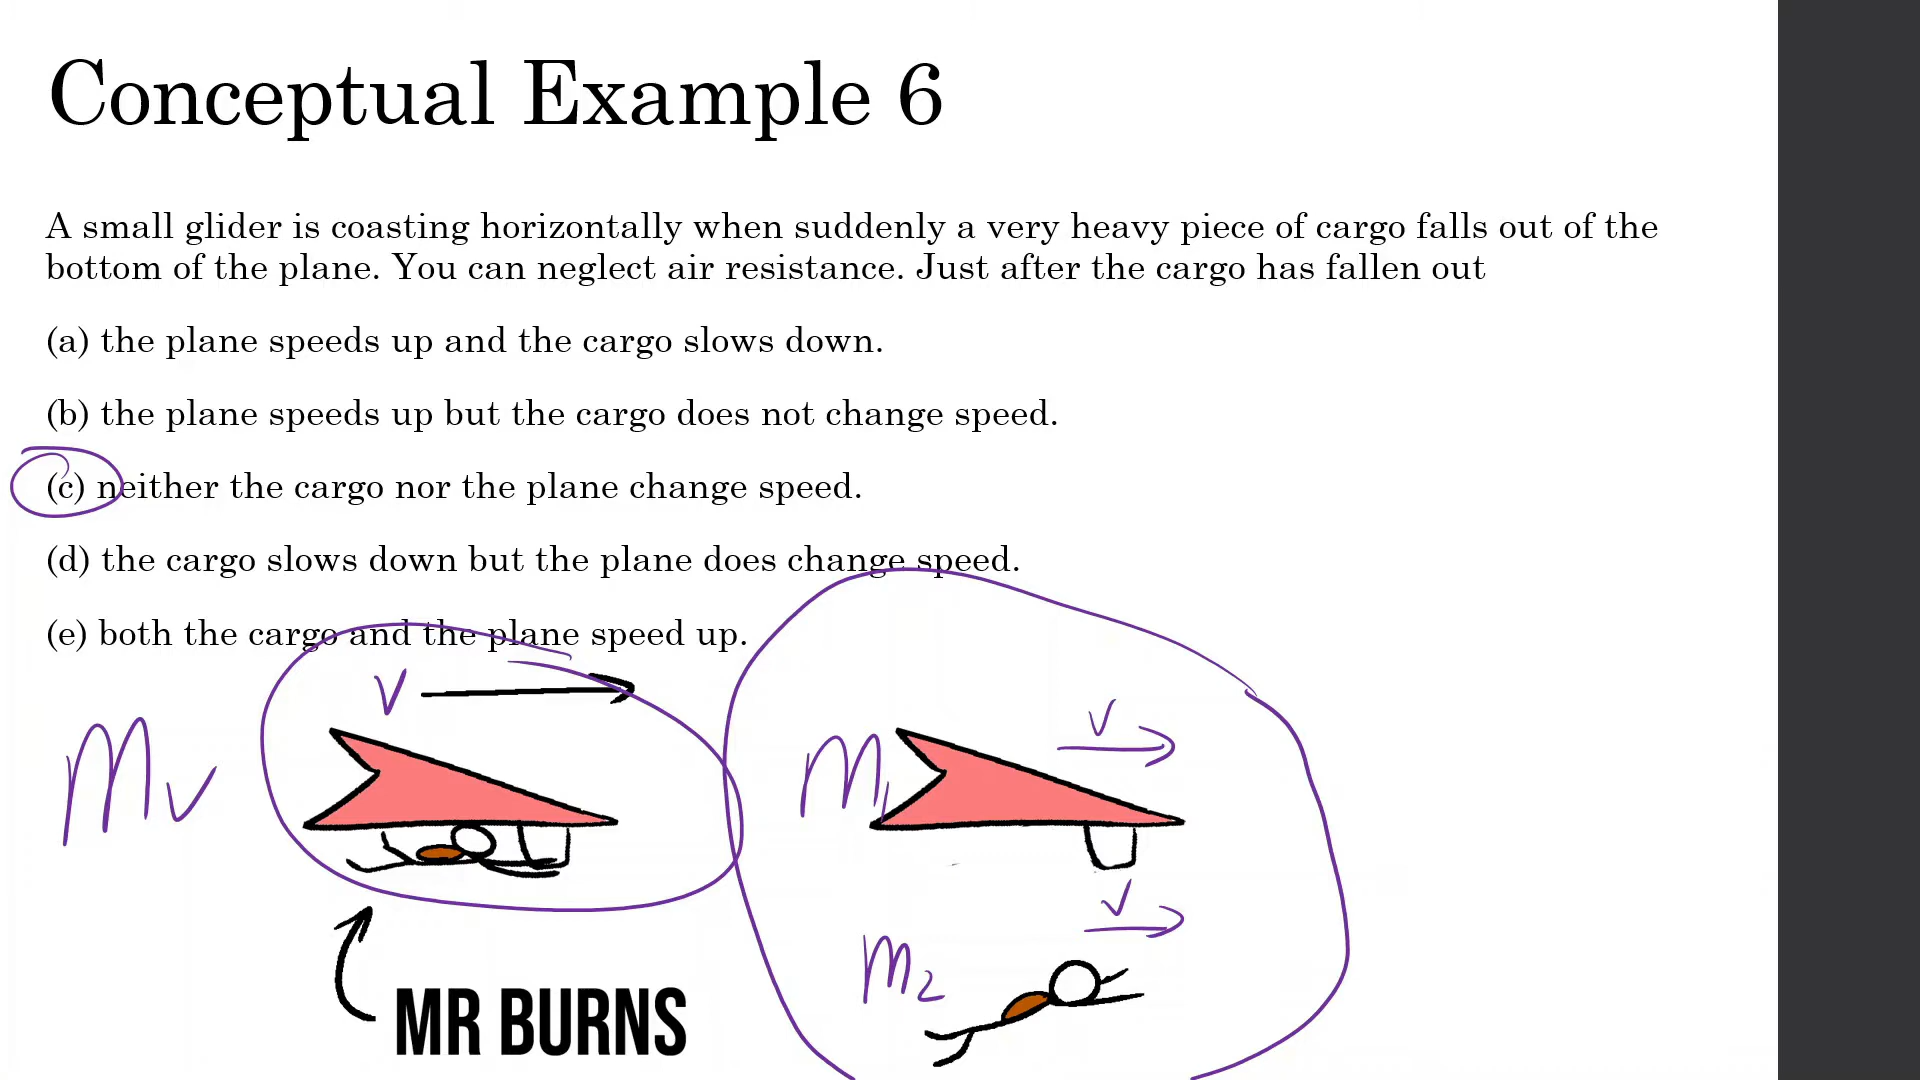 Conceptual Example 6
A small glider is coasting horizontally when suddenly a very heavy piece of cargo falls out of the
bottom of the plane. You can neglect air resistance. Just after the cargo has fallen out
(a) the plane speeds up and the cargo slows down.
(b) the plane speeds up but the cargo does not change speed.
(c) neither the cargo nor the plane change speed.
(d) the cargo slows down but the plane does change speed.
(e) both the cargo and the plane speed up.
v
Mv
v
M1
v
m2
MR BURNS